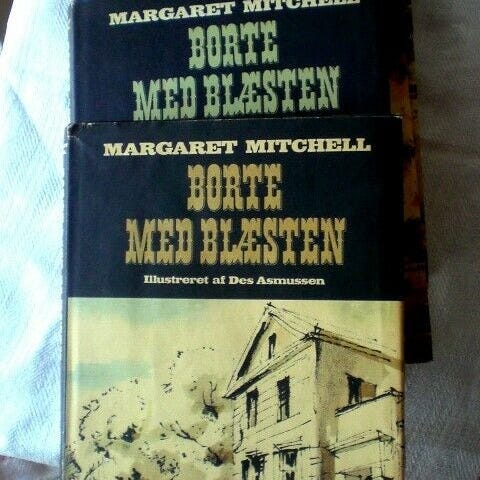 MARGARET MITCHELL
BORTE
MED BLÆSTEN
MARGARET MITCHELL
BORTE
MED BLÆSTEN
Illustreret af Des Asmussen